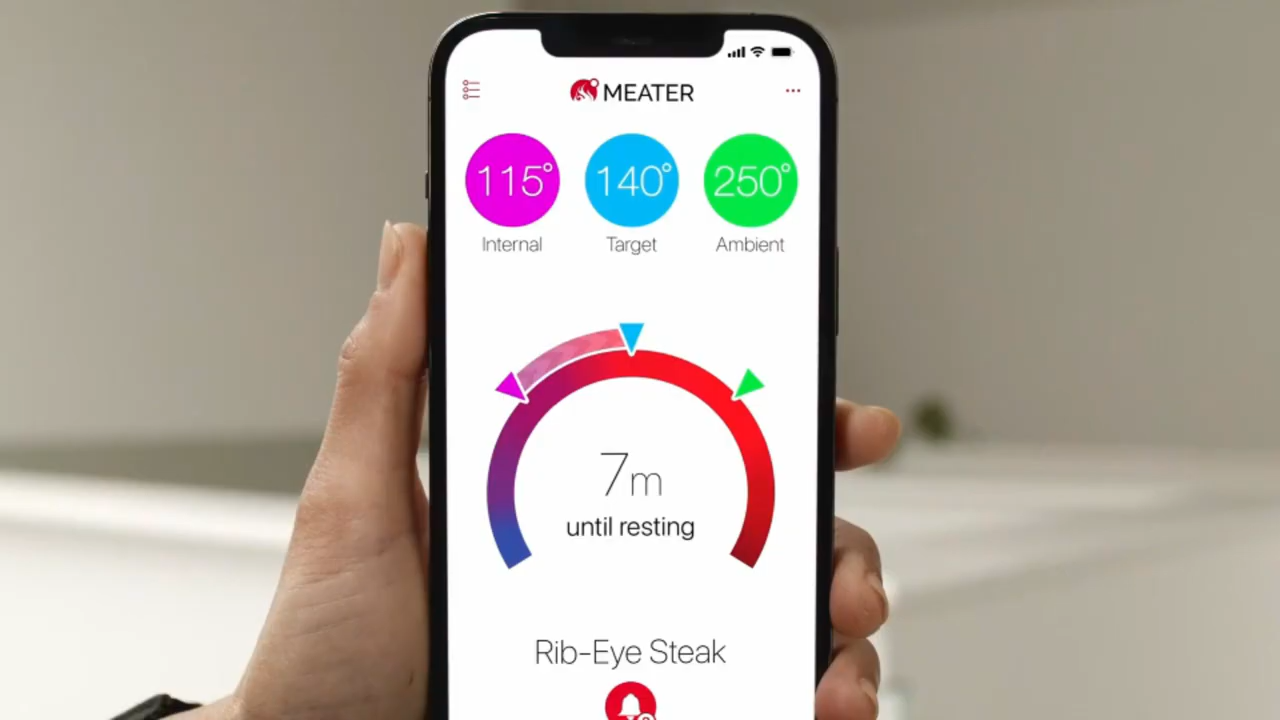 MEATER
115° 140° 250°
Internal Target Ambient
7m
until resting
Rib-Eye Steak